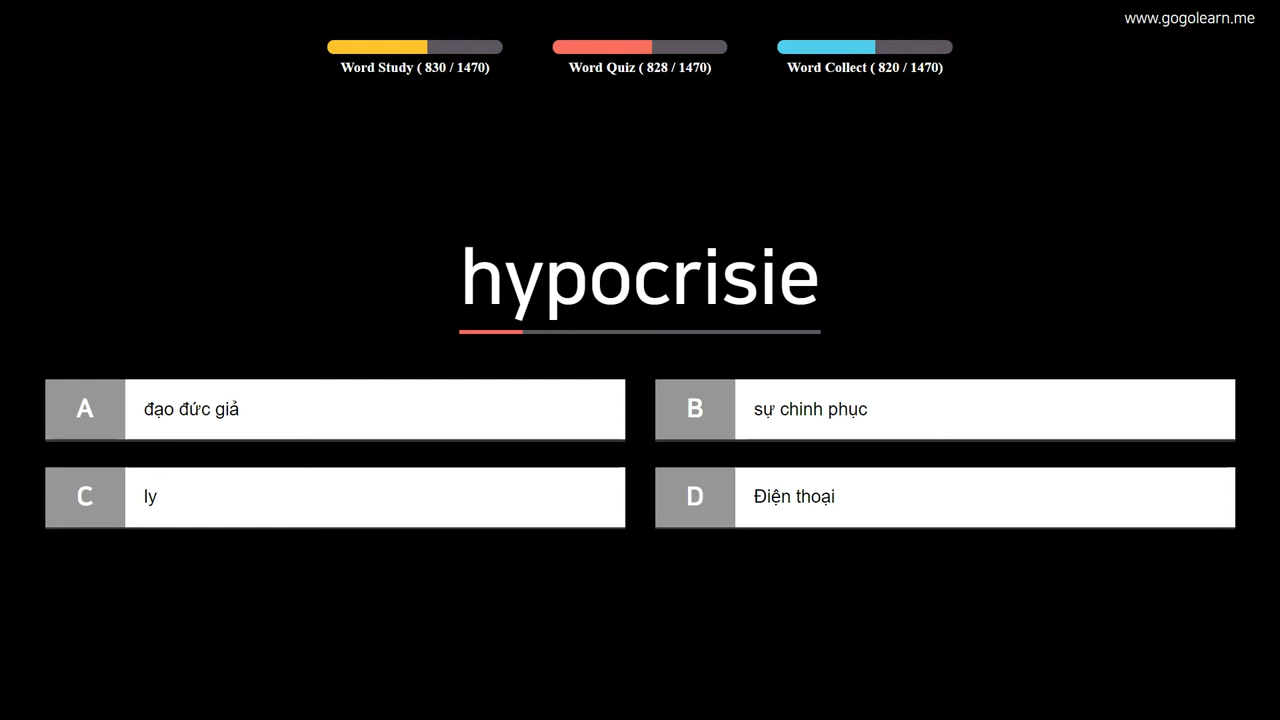 www.gogolearn.me
Word Study ( 830 / 1470)
Word Quiz ( 828 / 1470)
Word Collect ( 820 / 1470)
hypocrisie
A đạo đức giả
B sự chinh phục
C ly
D Điện thoại